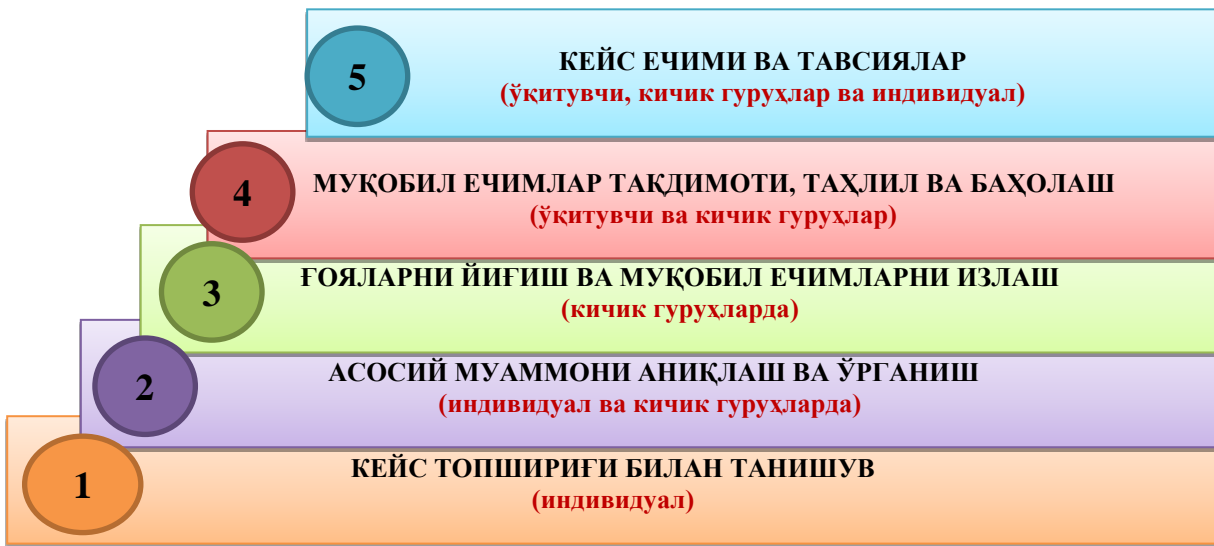 5
КЕЙС ЕЧИМИ ВА ТАВСИЯЛАР
(ўқитувчи, кичик гуруҳлар ва индивидуал)
4
МУҚОБИЛ ЕЧИМЛАР ТАҚДИМОТИ, ТАҲЛИЛ ВА БАҲОЛАШ
(ўқитувчи ва кичик гуруҳлар)
3
ҒОЯЛАРНИ ЙИҒИШ ВА МУҚОБИЛ ЕЧИМЛАРНИ ИЗЛАШ
(кичик гуруҳларда)
2
АСОСИЙ МУАММОНИ АНИҚЛАШ ВА ЎРГАНИШ
(индивидуал ва кичик гуруҳларда)
1
КЕЙС ТОПШИРИҒИ БИЛАН ТАНИШУВ
(индивидуал)